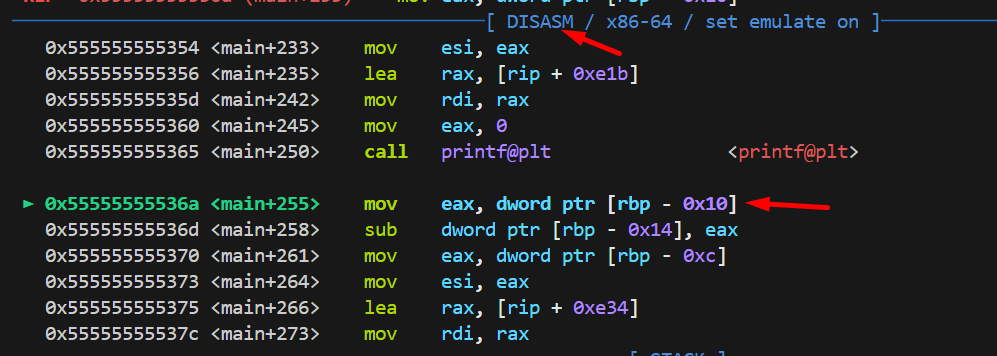 [ DISASM / x86-64 / set emulate on ]
0x555555555354 <main+233> mov esi, eax
0x555555555356 <main+235> lea rax, [rip + 0xe1b]
0x55555555535d <main+242> mov rdi, rax
0x555555555360 <main+245> mov eax, 0
0x555555555365 <main+250> call printf@plt <printf@plt>
► 0x55555555536a <main+255> mov eax, dword ptr [rbp - 0x10]
0x55555555536d <main+258> sub dword ptr [rbp - 0x14], eax
0x555555555370 <main+261> mov eax, dword ptr [rbp - 0xc]
0x555555555373 <main+264> mov esi, eax
0x555555555375 <main+266> lea rax, [rip + 0xe34]
0x55555555537c <main+273> mov rdi, rax